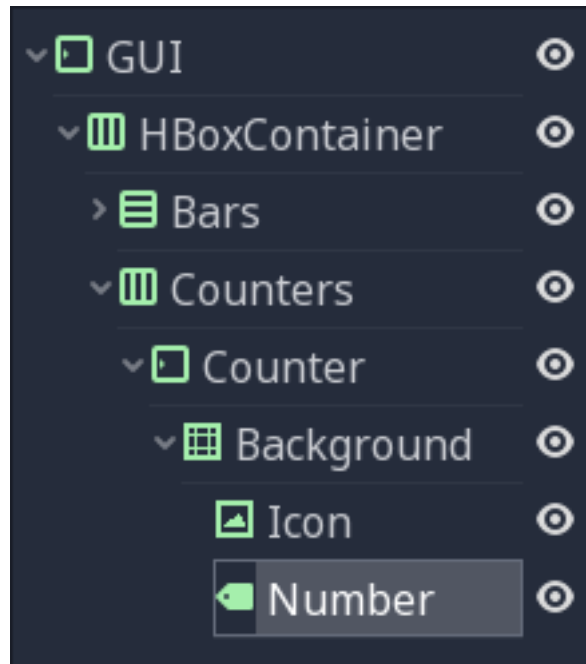 GUI
HBoxContainer
Bars
Counters
Counter
Background
Icon
Number